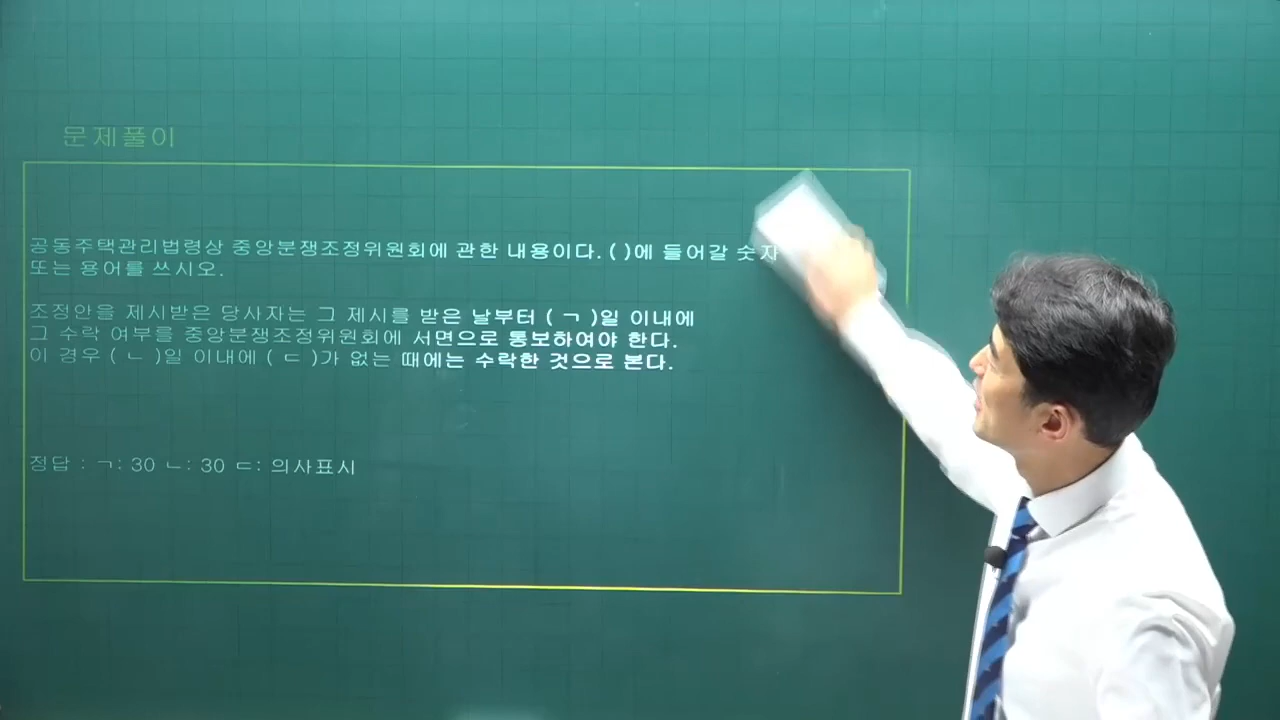 문제풀이
공동주택관리법령상 중앙분쟁조정위원회에 관한 내용이다. ( )에 들어갈 숫자
또는 용어를 쓰시오.
조정안을 제시받은 당사자는 그 제시를 받은 날부터 ( ㄱ )일 이내에
그 수락 여부를 중앙분쟁조정위원회에 서면으로 통보하여야 한다.
이 경우 ( ㄴ )일 이내에 ( ㄷ )가 없는 때에는 수락한 것으로 본다.
정답 : ㄱ: 30 ㄴ: 30 ㄷ: 의사표시